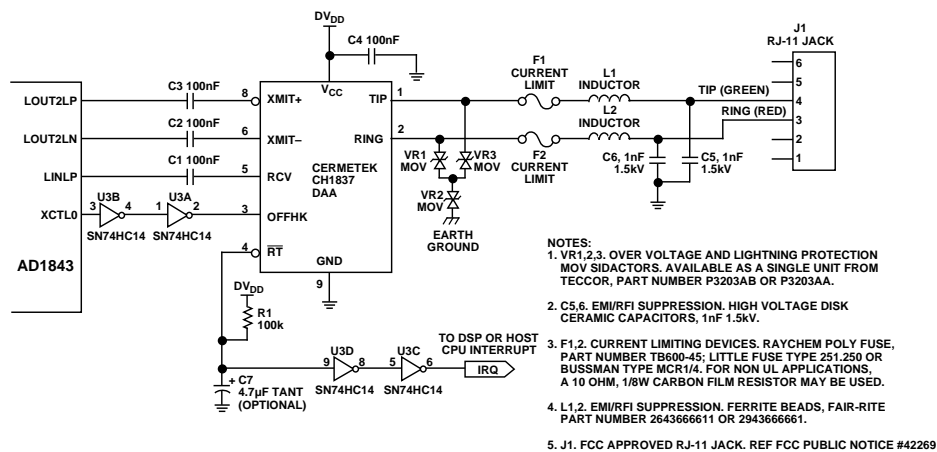 DVDD
C4 100nF
VCC
J1
RJ-11 JACK
F1
CURRENT
LIMIT
L1
INDUCTOR
C3 100nF
LOUT2LP
8
XMIT+
TIP
1
TIP (GREEN)
6
5
4
L2
INDUCTOR
RING (RED)
3
C2 100nF
LOUT2LN
6
XMIT–
RING
2
2
1
VR1
MOV
VR3
MOV
F2
CURRENT
LIMIT
C6, 1nF
1.5kV
C5, 1nF
1.5kV
CERMETEK
CH1837
DAA
C1 100nF
LINLP
5
RCV
VR2
MOV
U3B
U3A
XCTL0
3
4
1
2
3
OFFHK
SN74HC14
SN74HC14
EARTH
GROUND
4
RT
AD1843
GND
9
DVDD
R1
100k
TO DSP OR HOST
CPU INTERRUPT
U3D
U3C
9
8
5
6
IRQ
SN74HC14
SN74HC14
+
C7
4.7µF TANT
(OPTIONAL)
NOTES:
1. VR1,2,3. OVER VOLTAGE AND LIGHTNING PROTECTION
MOV SIDACTORS. AVAILABLE AS A SINGLE UNIT FROM
TECCOR, PART NUMBER P3203AB OR P3203AA.
2. C5,6. EMI/RFI SUPPRESSION. HIGH VOLTAGE DISK
CERAMIC CAPACITORS, 1nF 1.5kV.
3. F1,2. CURRENT LIMITING DEVICES. RAYCHEM POLY FUSE,
PART NUMBER TB600-45; LITTLE FUSE TYPE 251.250 OR
BUSSMAN TYPE MCR1/4. FOR NON UL APPLICATIONS,
A 10 OHM, 1/8W CARBON FILM RESISTOR MAY BE USED.
4. L1,2. EMI/RFI SUPPRESSION. FERRITE BEADS, FAIR-RITE
PART NUMBER 2643666611 OR 2943666661.
5. J1. FCC APPROVED RJ-11 JACK. REF FCC PUBLIC NOTICE #42269